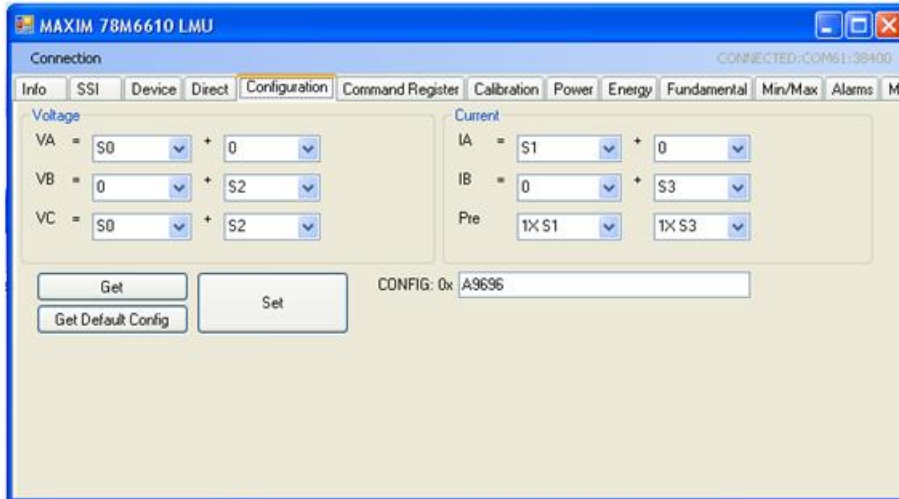 MAXIM 78M6610 LMU
Connection CONNECTED:COM61:38400
Info SSI Device Direct Configuration Command Register Calibration Power Energy Fundamental Min/Max Alarms M
Voltage Current
VA = S0 + 0 IA = S1 + 0
VB = 0 + S2 IB = 0 + S3
VC = S0 + S2 Pre 1X S1 1X S3
Get Set CONFIG: 0x A9696
Get Default Config